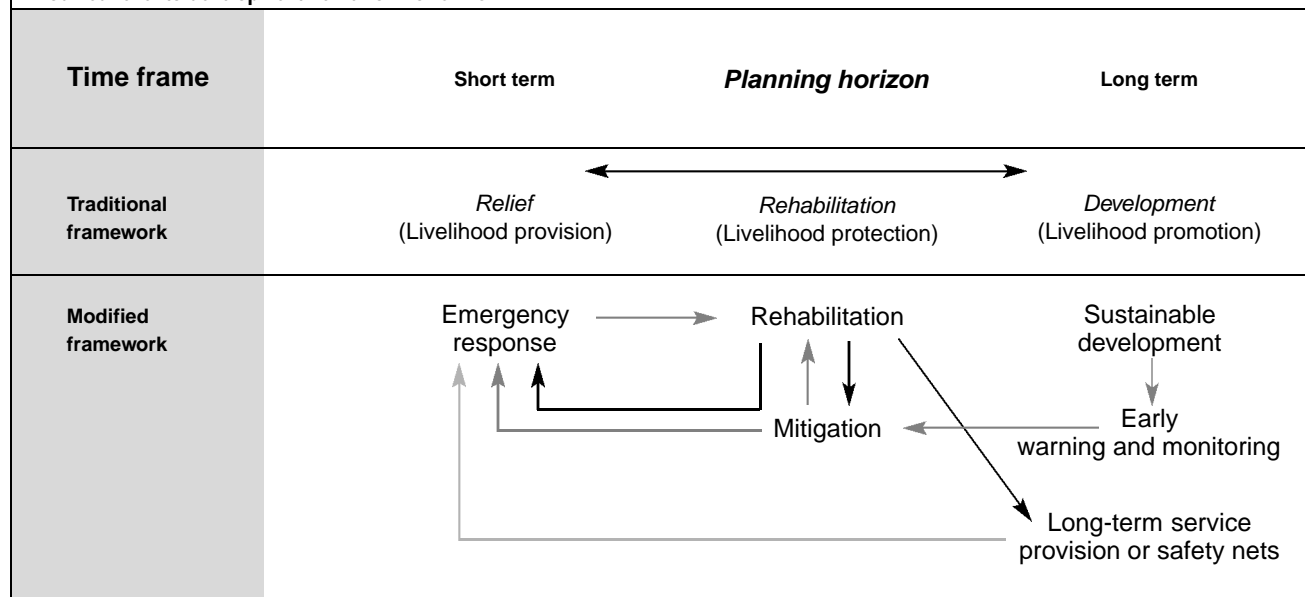 Time frame
Short term
Planning horizon
Long term
Traditional
framework
Relief
(Livelihood provision)
Rehabilitation
(Livelihood protection)
Development
(Livelihood promotion)
Modified
framework
Emergency
response
Rehabilitation
Sustainable
development
Mitigation
Early
warning and monitoring
Long-term service
provision or safety nets